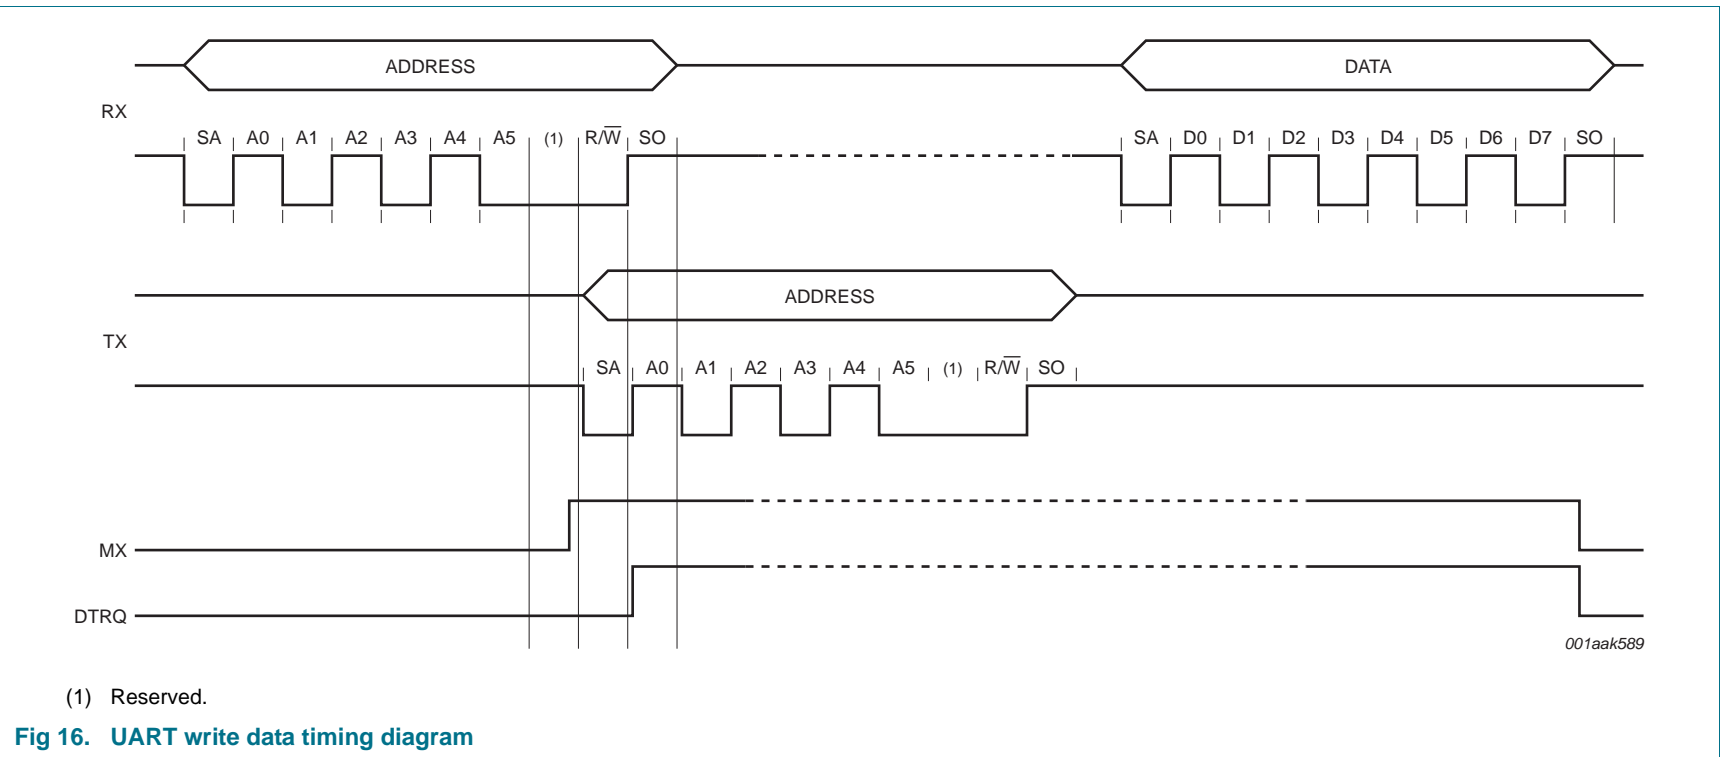 ADDRESS DATA
RX
SA A0 A1 A2 A3 A4 A5 (1) R/W̅ SO SA D0 D1 D2 D3 D4 D5 D6 D7 SO
ADDRESS
TX
SA A0 A1 A2 A3 A4 A5 (1) R/W̅ SO
MX
DTRQ
001aak589
(1) Reserved.
Fig 16. UART write data timing diagram